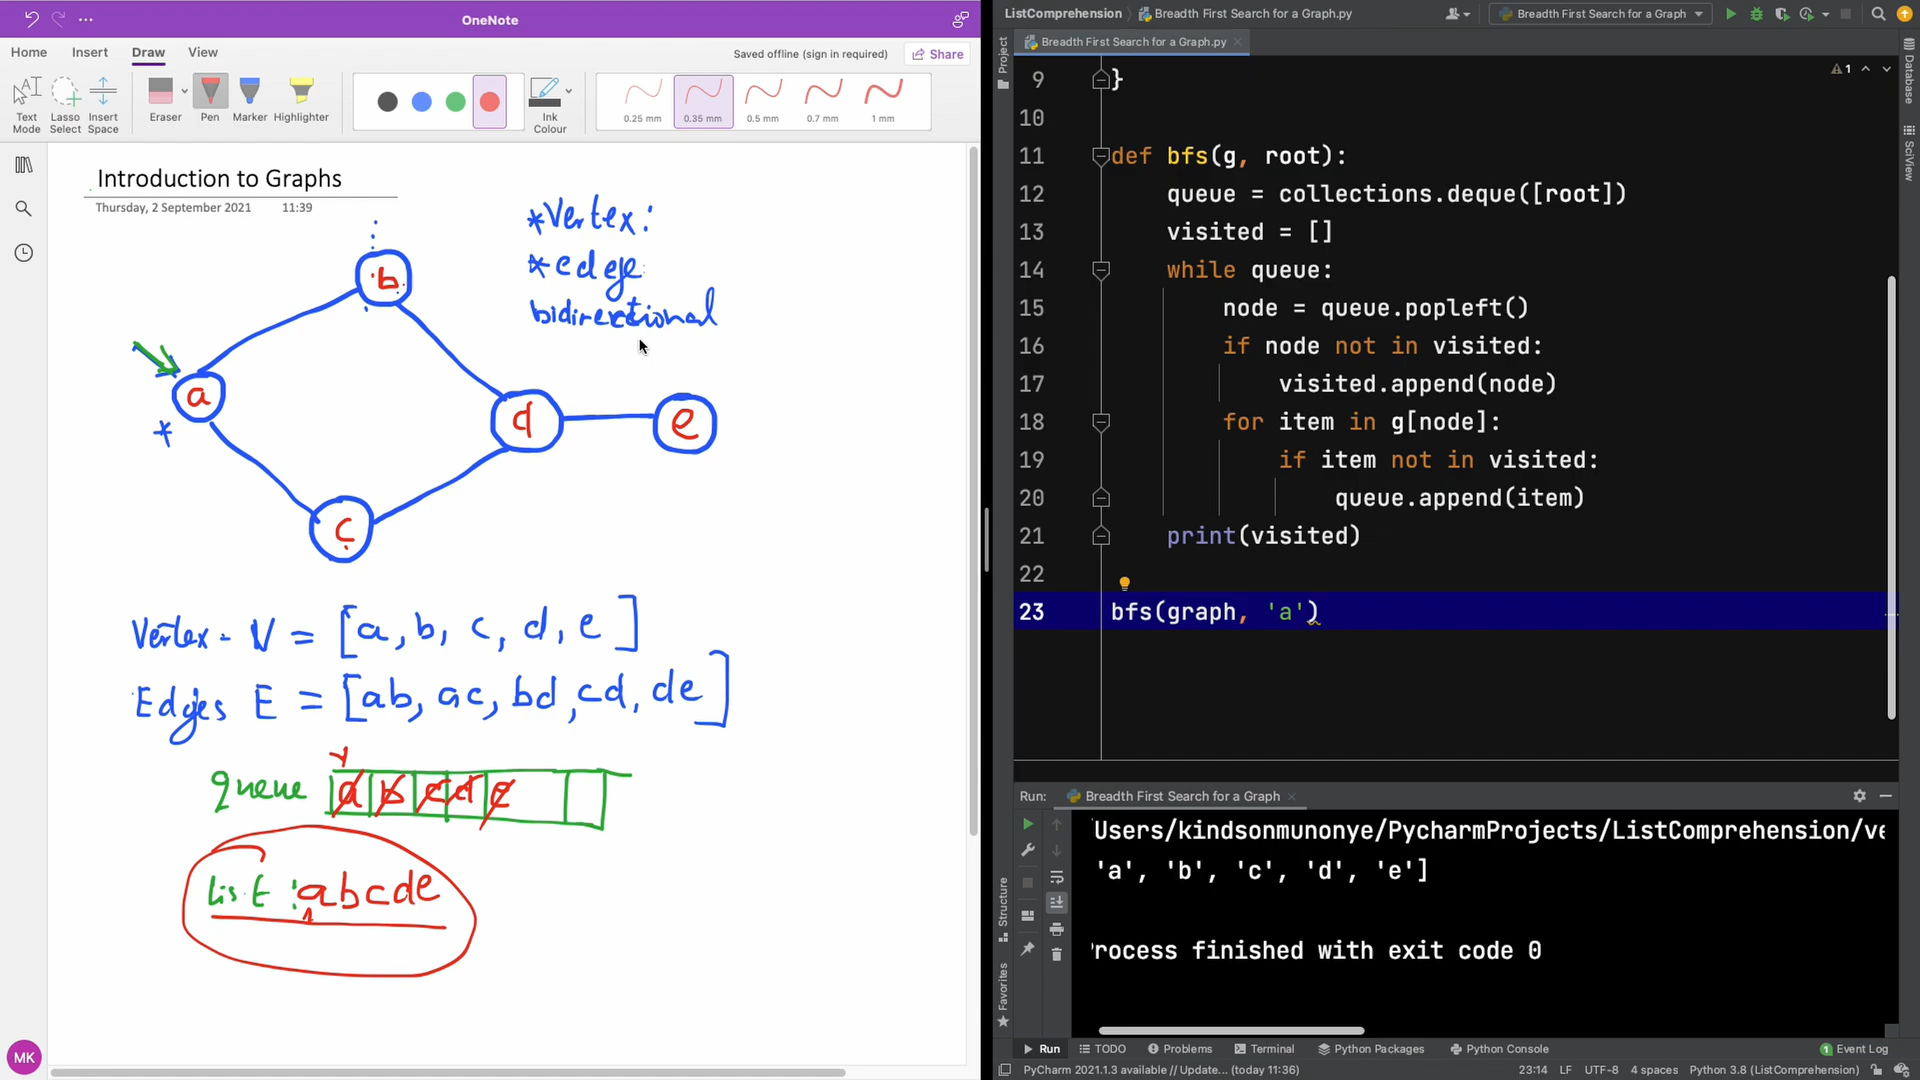 OneNote
Home Insert Draw View
Saved offline (sign in required) Share
Text Mode
Lasso Select
Insert Space
Eraser
Pen
Marker
Highlighter
Ink Colour
0.25 mm
0.35 mm
0.5 mm
0.7 mm
1 mm
Introduction to Graphs
Thursday, 2 September 2021 11:39
*Vertex:
*edge
bidirectional
b
a
*
d
e
c
Vertex - V = [a, b, c, d, e]
Edges E = [ab, ac, bd, cd, de]
queue a b c d e
List : a b c d e
MK
ListComprehension Breadth First Search for a Graph.py
Breadth First Search for a Graph
Breadth First Search for a Graph.py
Project
Database
SciView
1
9 }
10
11 def bfs(g, root):
12 queue = collections.deque([root])
13 visited = []
14 while queue:
15 node = queue.popleft()
16 if node not in visited:
17 visited.append(node)
18 for item in g[node]:
19 if item not in visited:
20 queue.append(item)
21 print(visited)
22
23 bfs(graph, 'a')
Run: Breadth First Search for a Graph
Users/kindsonmunonye/PycharmProjects/ListComprehension/ve
'a', 'b', 'c', 'd', 'e']
rocess finished with exit code 0
Structure
Favorites
Run TODO Problems Terminal Python Packages Python Console 1 Event Log
PyCharm 2021.1.3 available // Update... (today 11:36) 23:14 LF UTF-8 4 spaces Python 3.8 (ListComprehension)